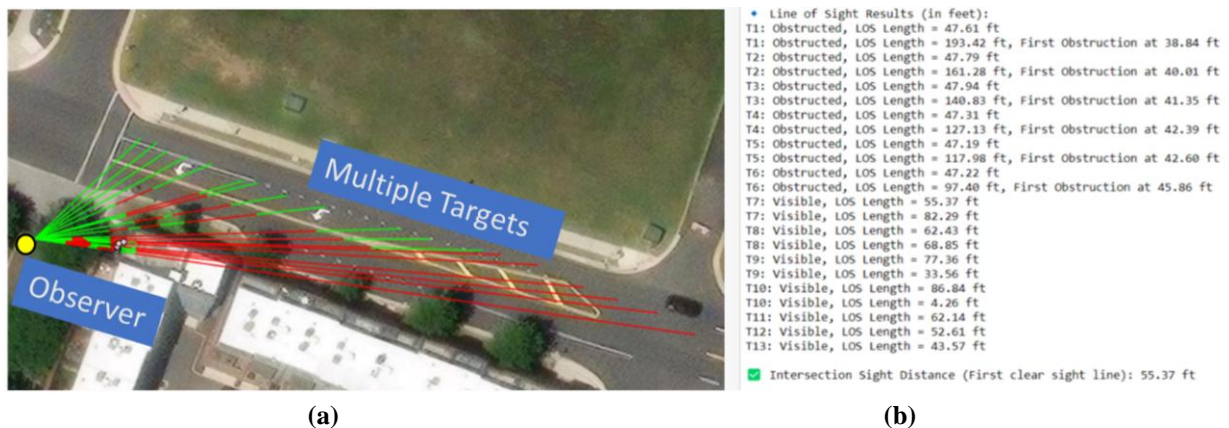 Multiple Targets
Observer
Line of Sight Results (in feet):
T1: Obstructed, LOS Length = 47.61 ft
T1: Obstructed, LOS Length = 193.42 ft, First Obstruction at 38.84 ft
T2: Obstructed, LOS Length = 47.79 ft
T2: Obstructed, LOS Length = 161.28 ft, First Obstruction at 40.01 ft
T3: Obstructed, LOS Length = 47.94 ft
T3: Obstructed, LOS Length = 140.83 ft, First Obstruction at 41.35 ft
T4: Obstructed, LOS Length = 47.31 ft
T4: Obstructed, LOS Length = 127.13 ft, First Obstruction at 42.39 ft
T5: Obstructed, LOS Length = 47.19 ft
T5: Obstructed, LOS Length = 117.98 ft, First Obstruction at 42.60 ft
T6: Obstructed, LOS Length = 47.22 ft
T6: Obstructed, LOS Length = 97.40 ft, First Obstruction at 45.86 ft
T7: Visible, LOS Length = 55.37 ft
T7: Visible, LOS Length = 82.29 ft
T8: Visible, LOS Length = 62.43 ft
T8: Visible, LOS Length = 68.85 ft
T9: Visible, LOS Length = 77.36 ft
T9: Visible, LOS Length = 33.56 ft
T10: Visible, LOS Length = 86.84 ft
T10: Visible, LOS Length = 4.26 ft
T11: Visible, LOS Length = 62.14 ft
T12: Visible, LOS Length = 52.61 ft
T13: Visible, LOS Length = 43.57 ft
Intersection Sight Distance (First clear sight line): 55.37 ft
(a)
(b)